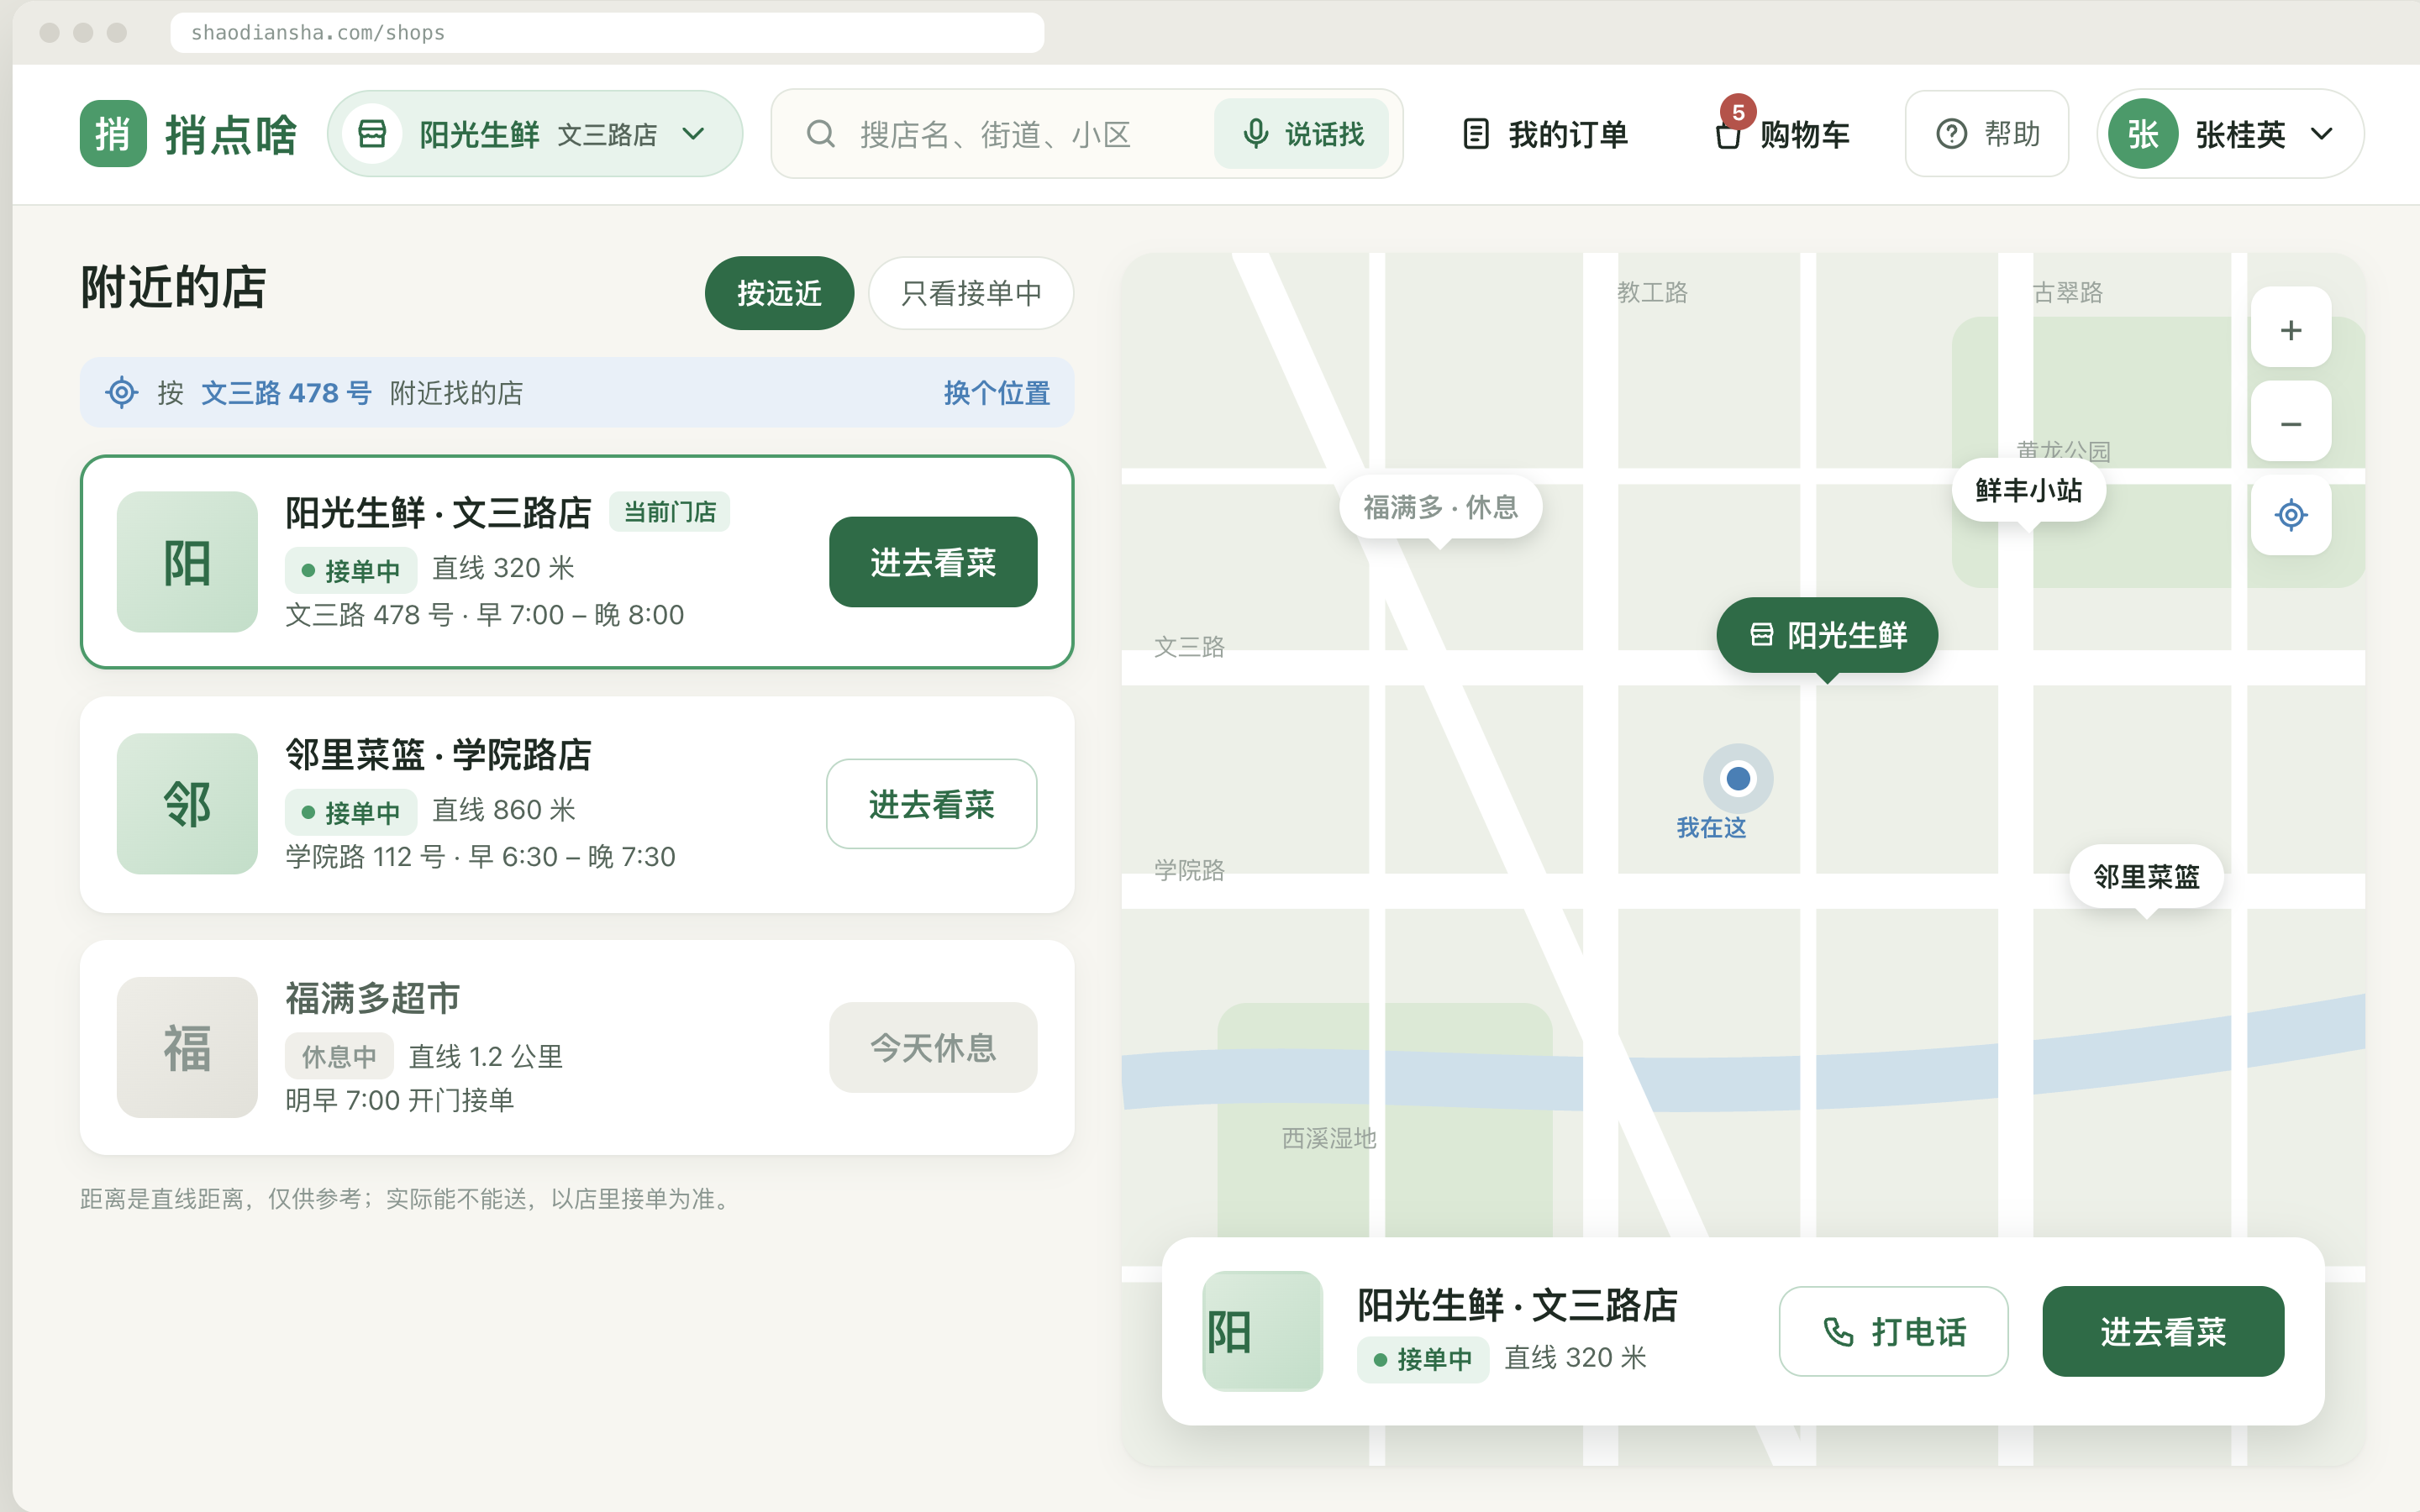 shaodiansha.com/shops
捎 捎点啥 阳光生鲜 文三路店 搜店名、街道、小区 说话找 我的订单 5 购物车 帮助 张 张桂英
附近的店 按远近 只看接单中
按 文三路 478 号 附近找的店 换个位置
阳
阳光生鲜 · 文三路店 当前门店
接单中 直线 320 米
文三路 478 号 · 早 7:00 – 晚 8:00
进去看菜
邻
邻里菜篮 · 学院路店
接单中 直线 860 米
学院路 112 号 · 早 6:30 – 晚 7:30
进去看菜
福
福满多超市
休息中 直线 1.2 公里
明早 7:00 开门接单
今天休息
距离是直线距离，仅供参考；实际能不能送，以店里接单为准。
教工路 古翠路
+
−
黄龙公园
福满多 · 休息 鲜丰小站
阳光生鲜
文三路
我在这
学院路 邻里菜篮
西溪湿地
阳
阳光生鲜 · 文三路店
接单中 直线 320 米
打电话 进去看菜